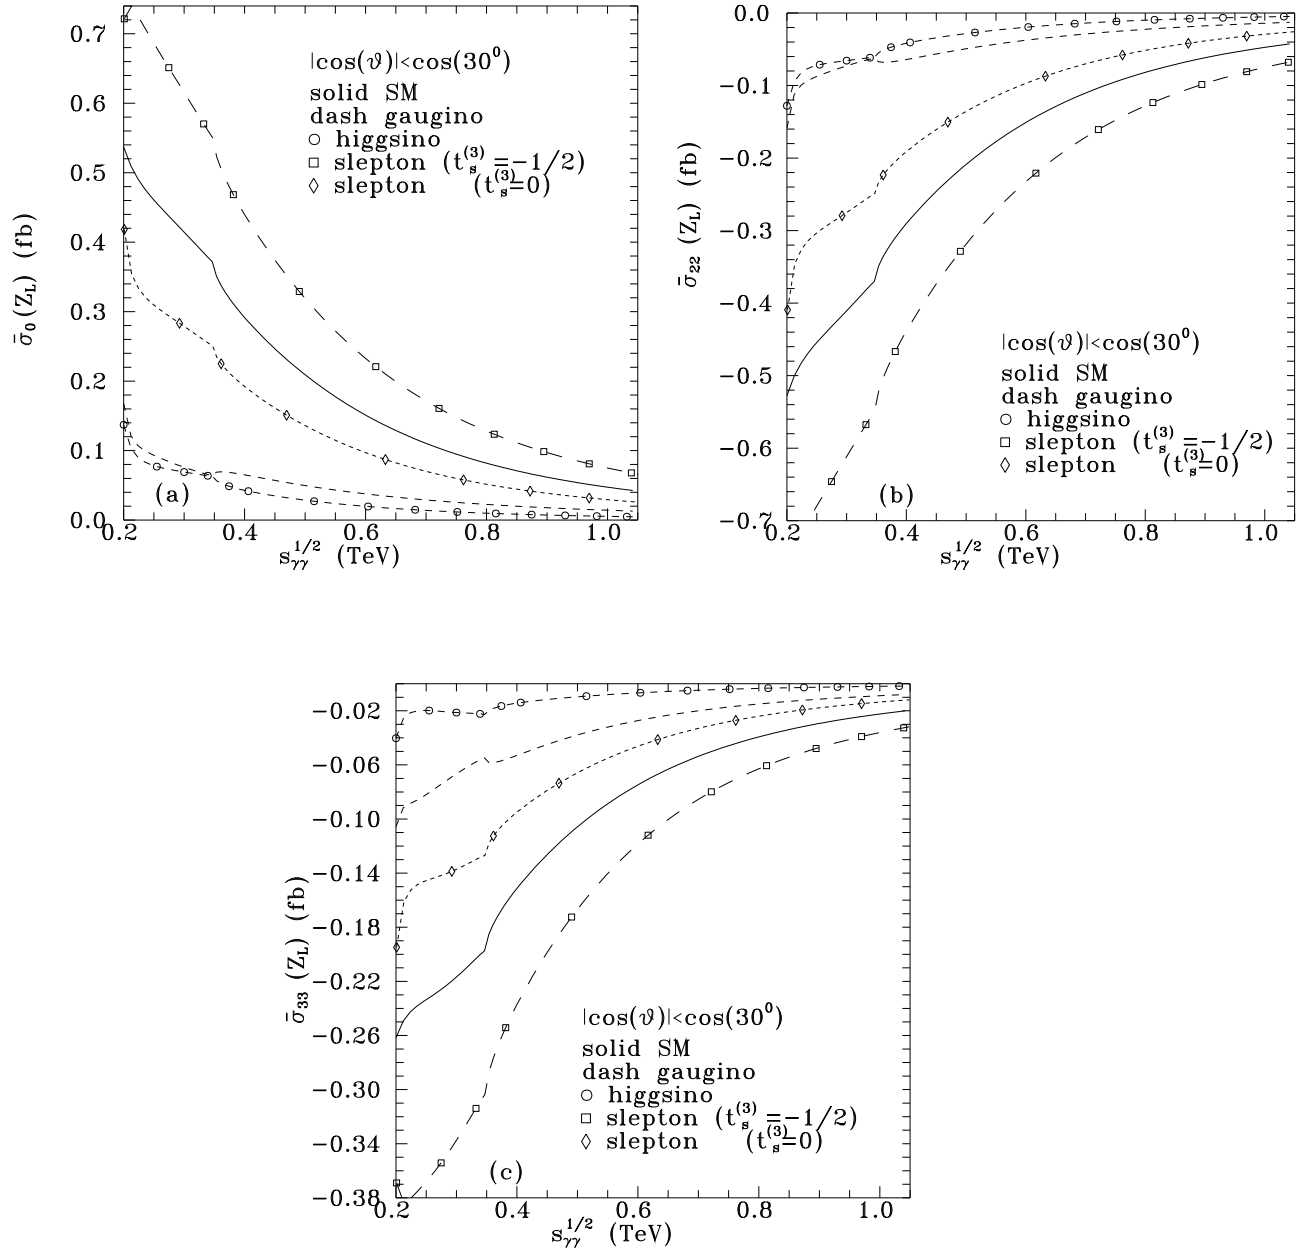 0.7
0.6
0.5
0.4
0.3
0.2
0.1
0.0
σ̄₀(Z_L) (fb)
|cos(ϑ)|<cos(30⁰)
solid SM
dash gaugino
○ higgsino
□ slepton (t_s^(3)=−1/2)
◇ slepton (t_s^(3)=0)
(a)
0.2 0.4 0.6 0.8 1.0
s_γγ^1/2 (TeV)
0.0
−0.1
−0.2
−0.3
−0.4
−0.5
−0.6
−0.7
σ̄₂₂(Z_L) (fb)
|cos(ϑ)|<cos(30⁰)
solid SM
dash gaugino
○ higgsino
□ slepton (t_s^(3)=−1/2)
◇ slepton (t_s^(3)=0)
(b)
0.2 0.4 0.6 0.8 1.0
s_γγ^1/2 (TeV)
−0.02
−0.06
−0.10
−0.14
−0.18
−0.22
−0.26
−0.30
−0.34
−0.38
σ̄₃₃(Z_L) (fb)
|cos(ϑ)|<cos(30⁰)
solid SM
dash gaugino
○ higgsino
□ slepton (t_s^(3)=−1/2)
◇ slepton (t_s^(3)=0)
(c)
0.2 0.4 0.6 0.8 1.0
s_γγ^1/2 (TeV)